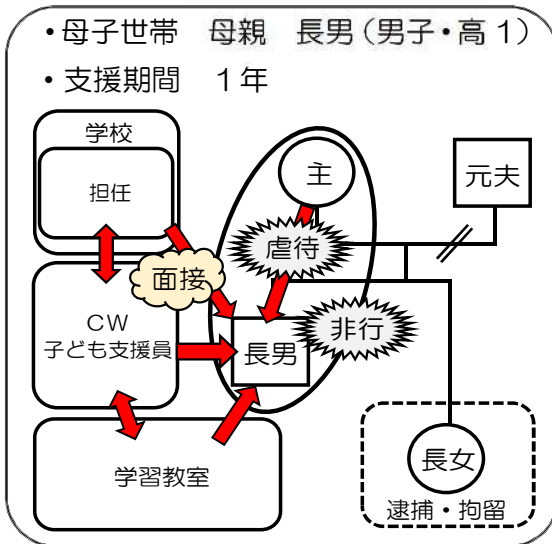 ・母子世帯　母親　長男（男子・高１）
・支援期間　１年
学校
担任
主
元夫
虐待
面接
CW
子ども支援員
長男
非行
学習教室
長女
逮捕・拘留